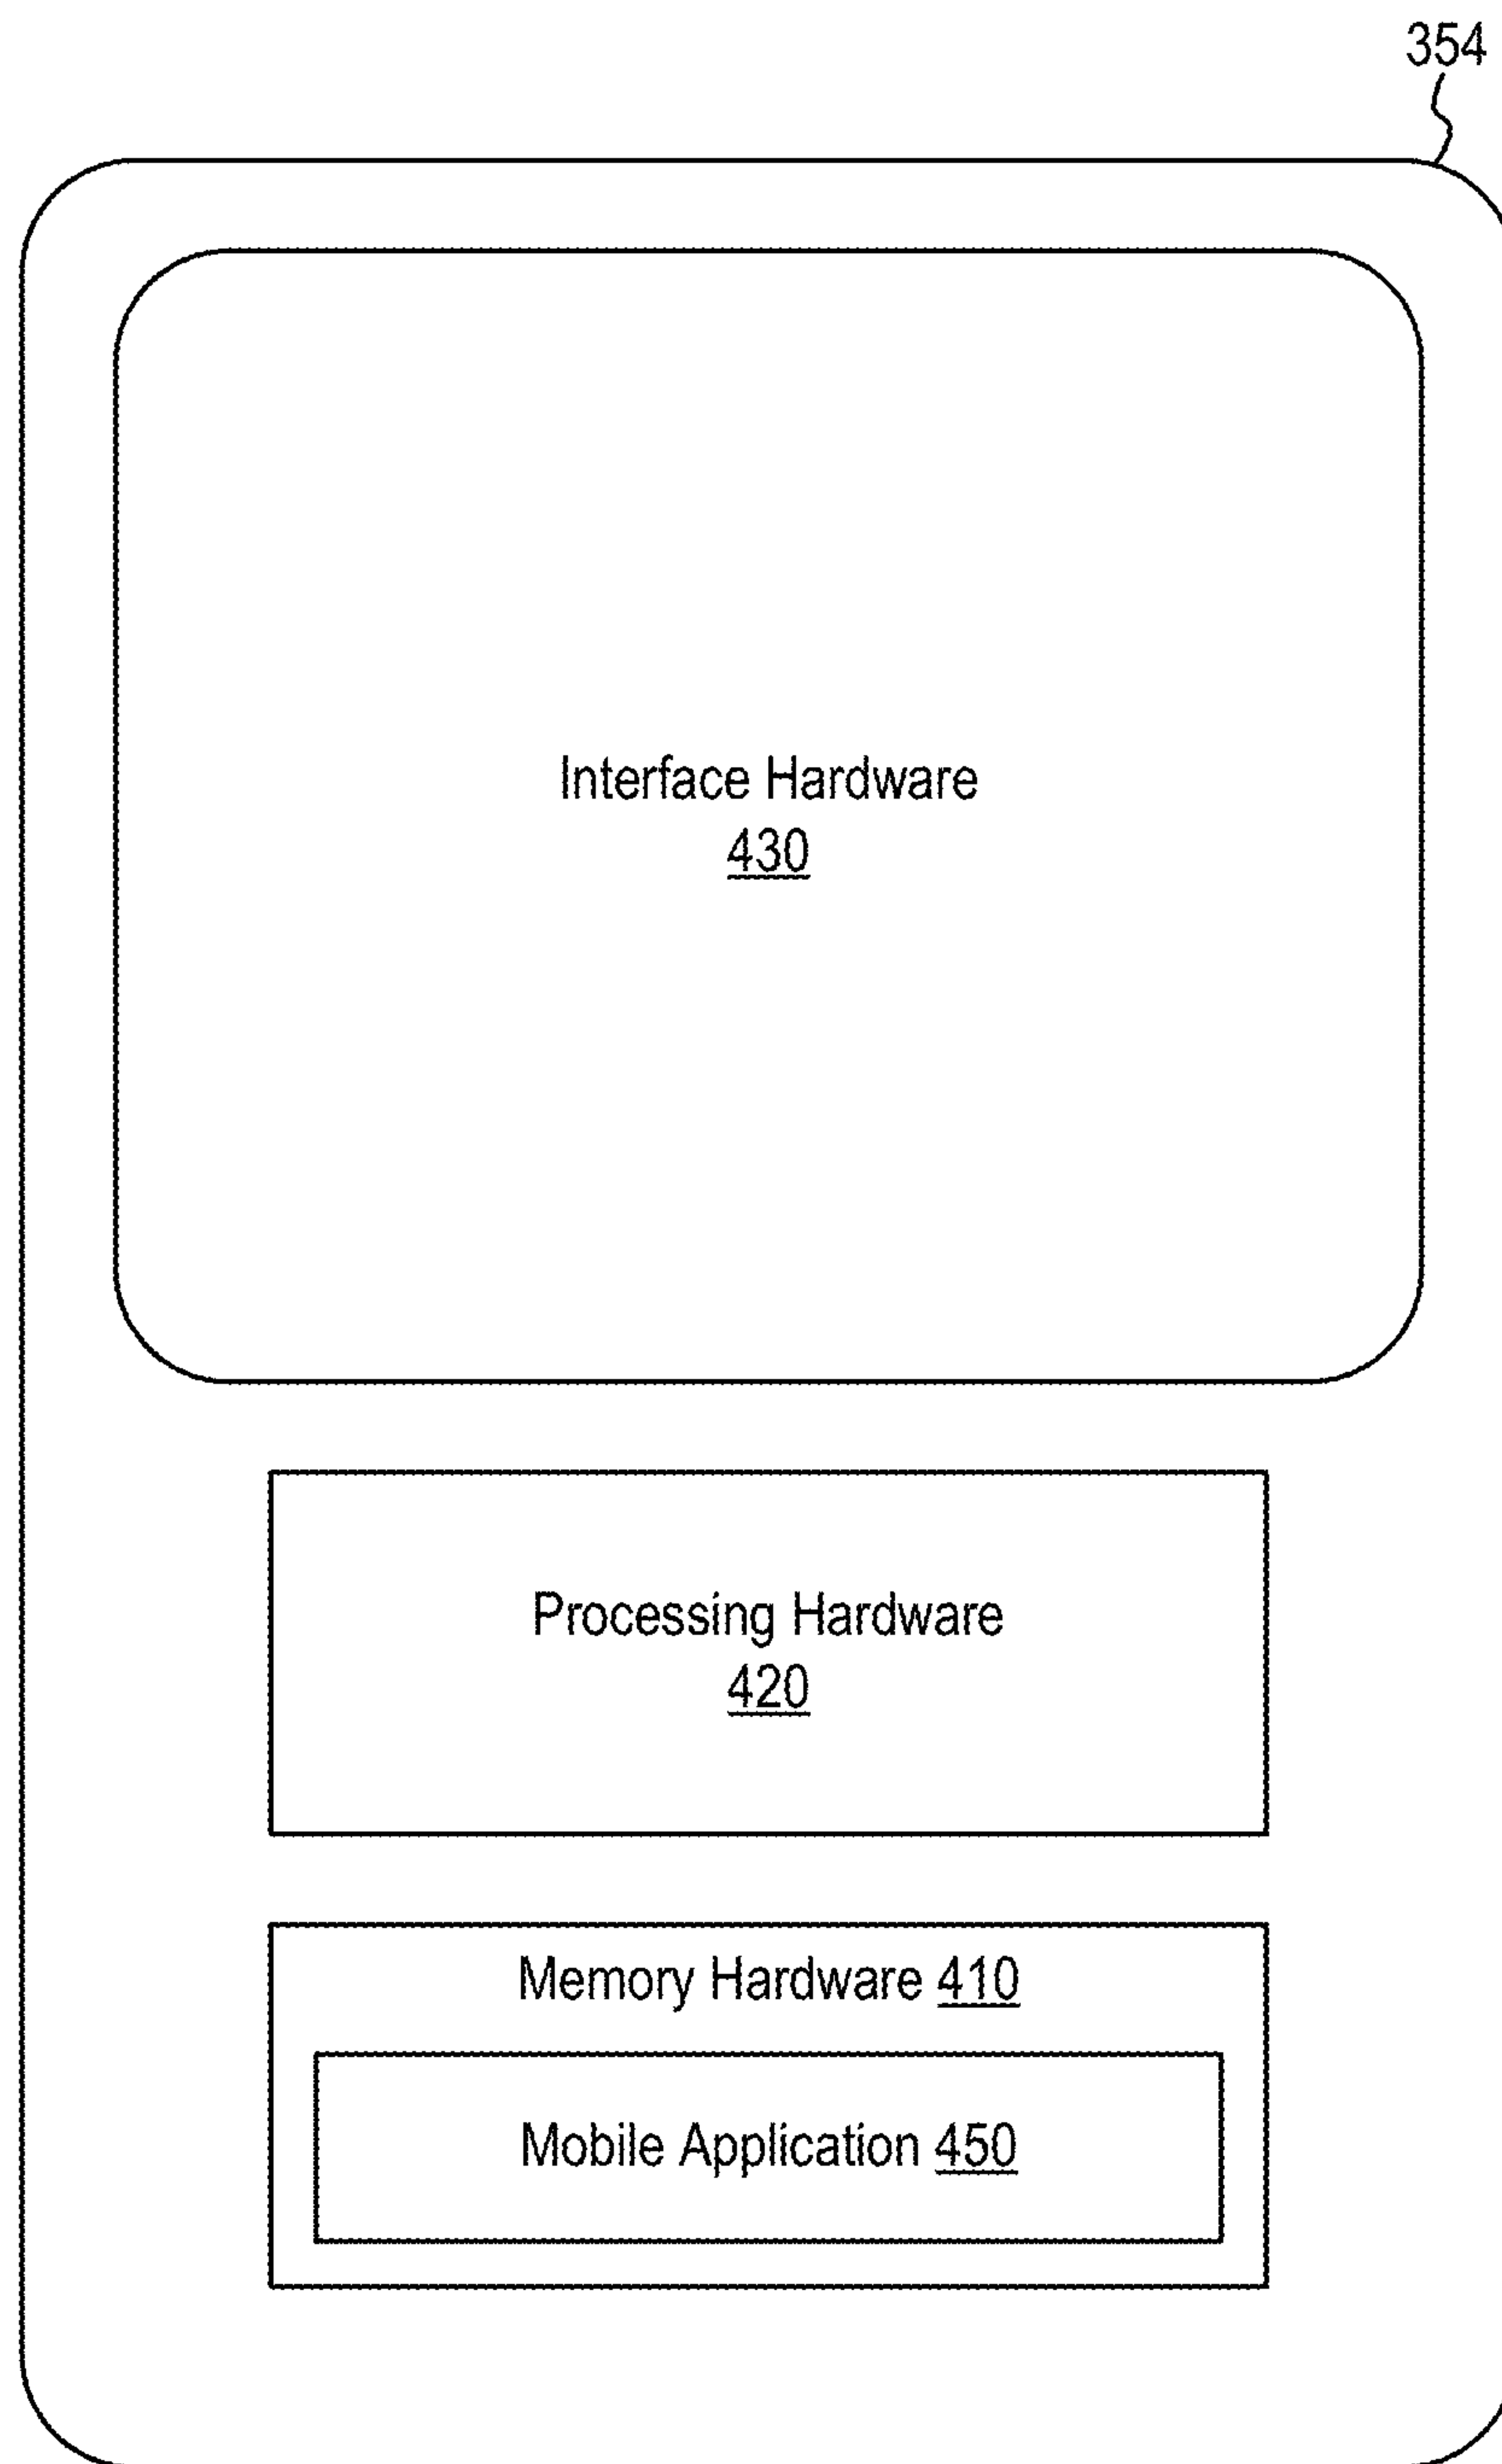 354
Interface Hardware
430
Processing Hardware
420
Memory Hardware 410
Mobile Application 450